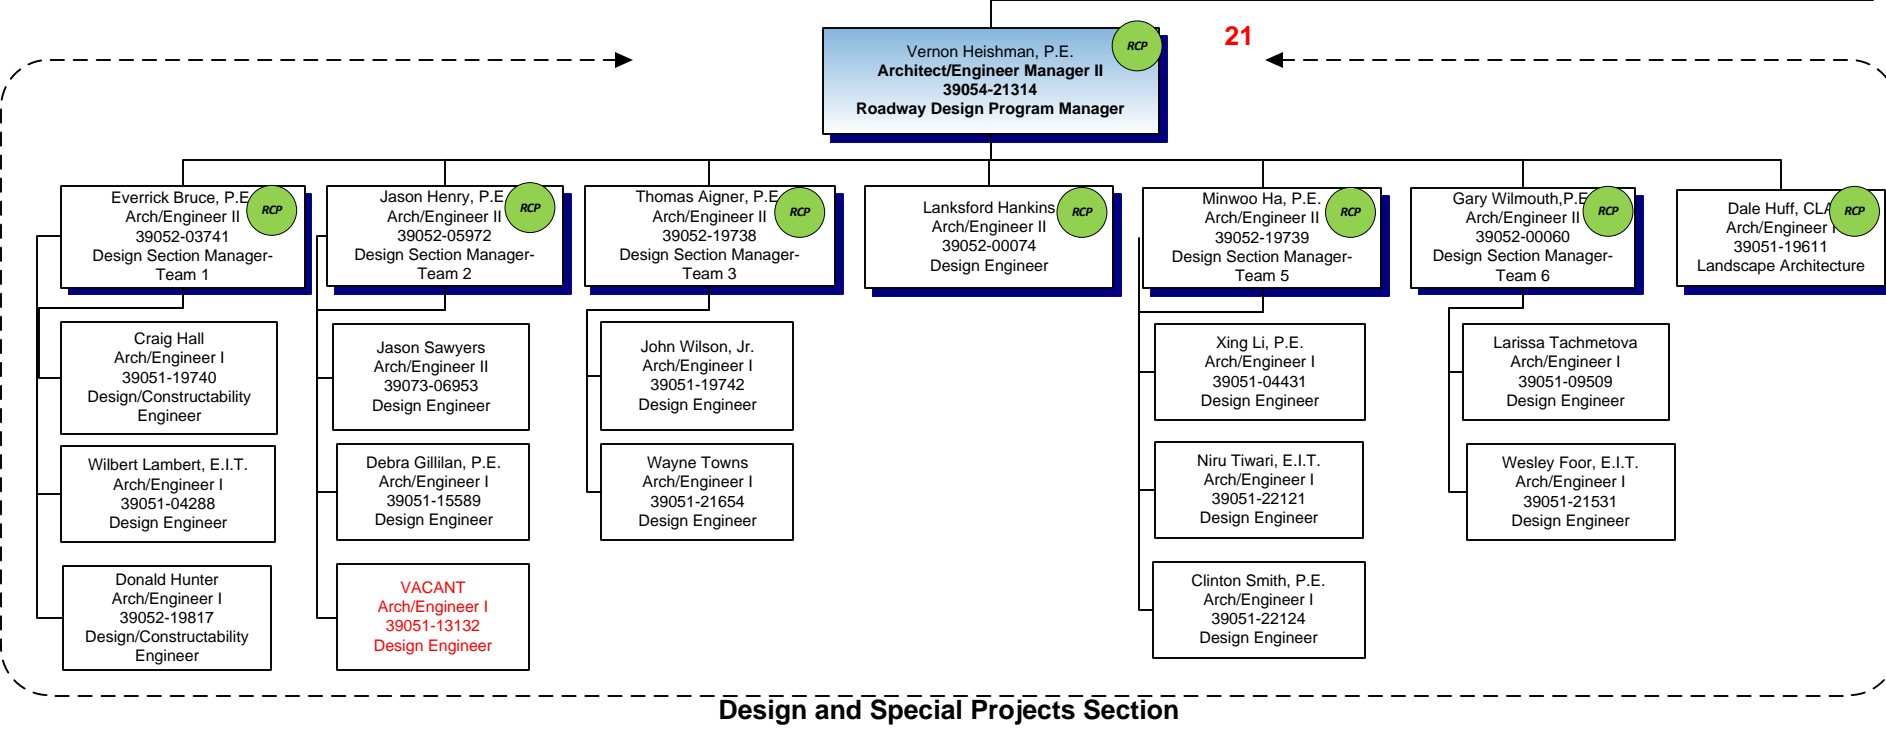 21
RCP
Vernon Heishman, P.E.
Architect/Engineer Manager II
39054-21314
Roadway Design Program Manager
Everrick Bruce, P.E
Arch/Engineer II
39052-03741
Design Section Manager-
Team 1
RCP
Jason Henry, P.E
Arch/Engineer II
39052-05972
Design Section Manager-
Team 2
RCP
Thomas Aigner, P.E
Arch/Engineer II
39052-19738
Design Section Manager-
Team 3
RCP
Lanksford Hankins
Arch/Engineer II
39052-00074
Design Engineer
RCP
Minwoo Ha, P.E.
Arch/Engineer II
39052-19739
Design Section Manager-
Team 5
RCP
Gary Wilmouth,P.E
Arch/Engineer II
39052-00060
Design Section Manager-
Team 6
RCP
Dale Huff, CLA
Arch/Engineer I
39051-19611
Landscape Architecture
RCP
Craig Hall
Arch/Engineer I
39051-19740
Design/Constructability
Engineer
Wilbert Lambert, E.I.T.
Arch/Engineer I
39051-04288
Design Engineer
Donald Hunter
Arch/Engineer I
39052-19817
Design/Constructability
Engineer
Jason Sawyers
Arch/Engineer II
39073-06953
Design Engineer
Debra Gillilan, P.E.
Arch/Engineer I
39051-15589
Design Engineer
VACANT
Arch/Engineer I
39051-13132
Design Engineer
John Wilson, Jr.
Arch/Engineer I
39051-19742
Design Engineer
Wayne Towns
Arch/Engineer I
39051-21654
Design Engineer
Xing Li, P.E.
Arch/Engineer I
39051-04431
Design Engineer
Niru Tiwari, E.I.T.
Arch/Engineer I
39051-22121
Design Engineer
Clinton Smith, P.E.
Arch/Engineer I
39051-22124
Design Engineer
Larissa Tachmetova
Arch/Engineer I
39051-09509
Design Engineer
Wesley Foor, E.I.T.
Arch/Engineer I
39051-21531
Design Engineer
Design and Special Projects Section